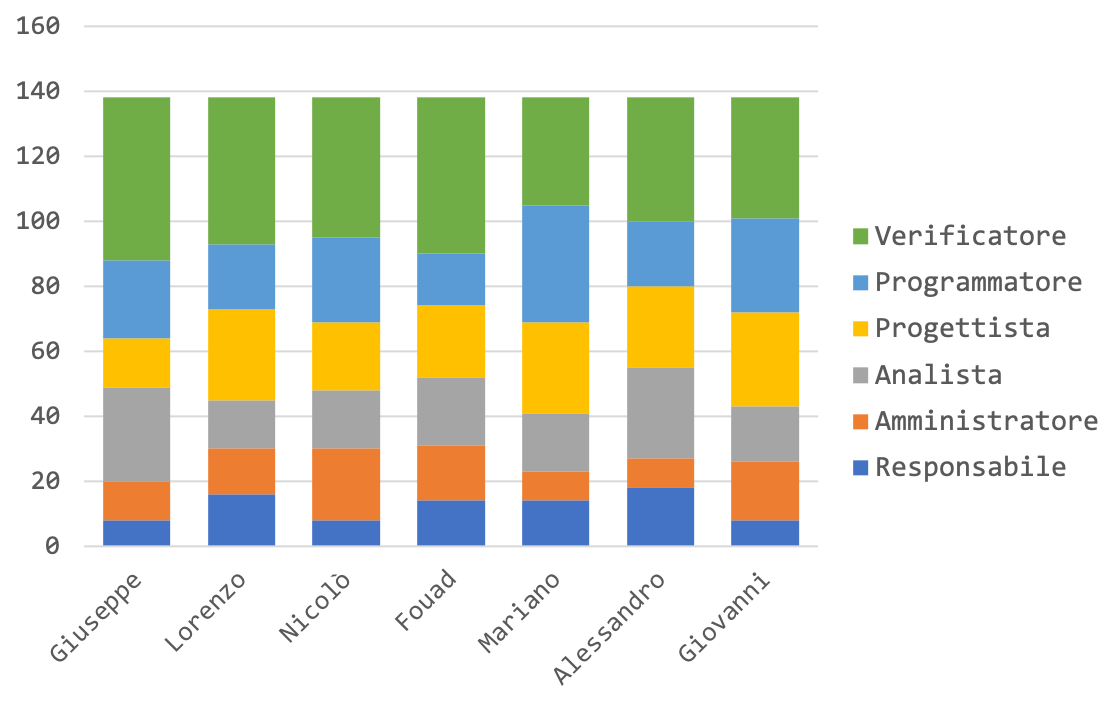 160
140
120
100
80
60
40
20
0
Giuseppe
Lorenzo
Nicolò
Fouad
Mariano
Alessandro
Giovanni
Verificatore
Programmatore
Progettista
Analista
Amministratore
Responsabile